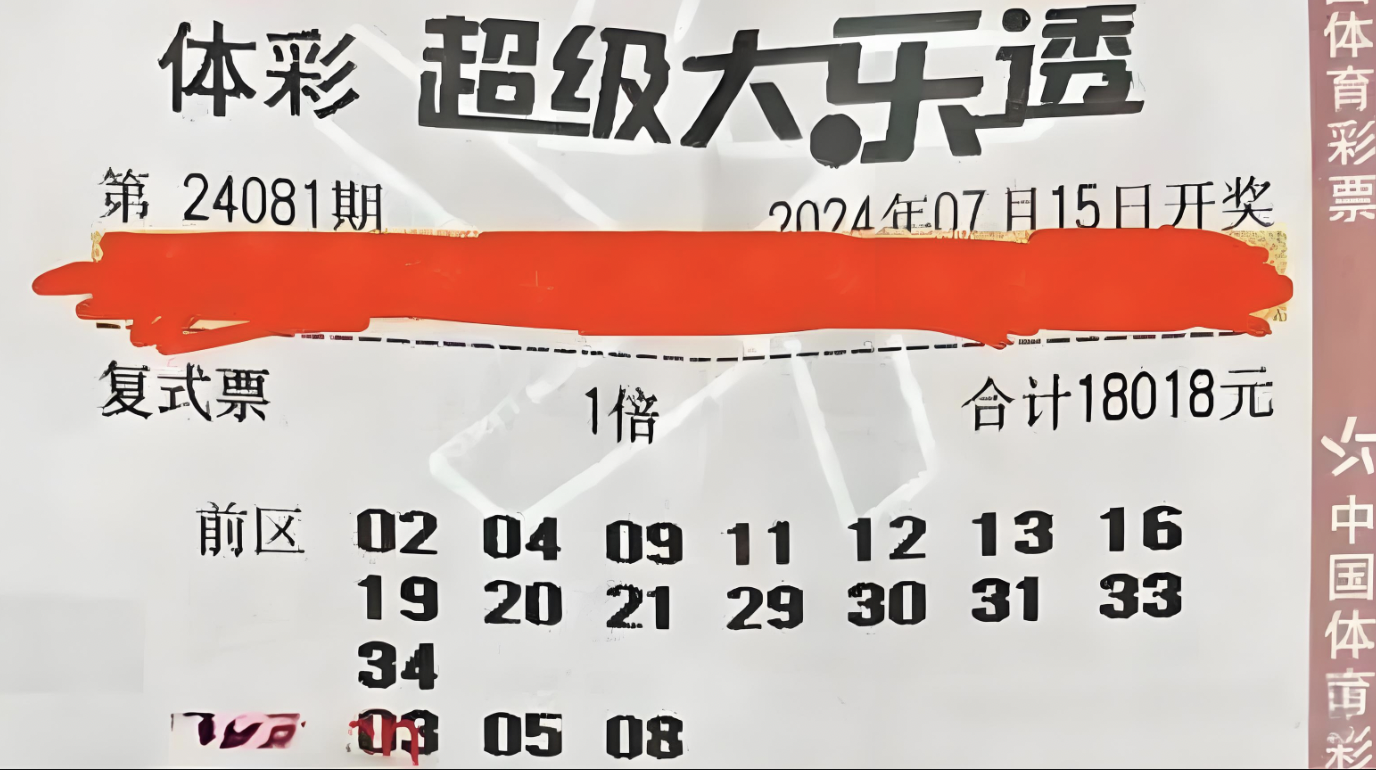 体彩 超级大乐透
第 24081期 2024年07月15日开奖
复式票 1倍 合计18018元
前区 02 04 09 11 12 13 16
19 20 21 29 30 31 33
34
03 05 08
体育彩票
中国体育彩